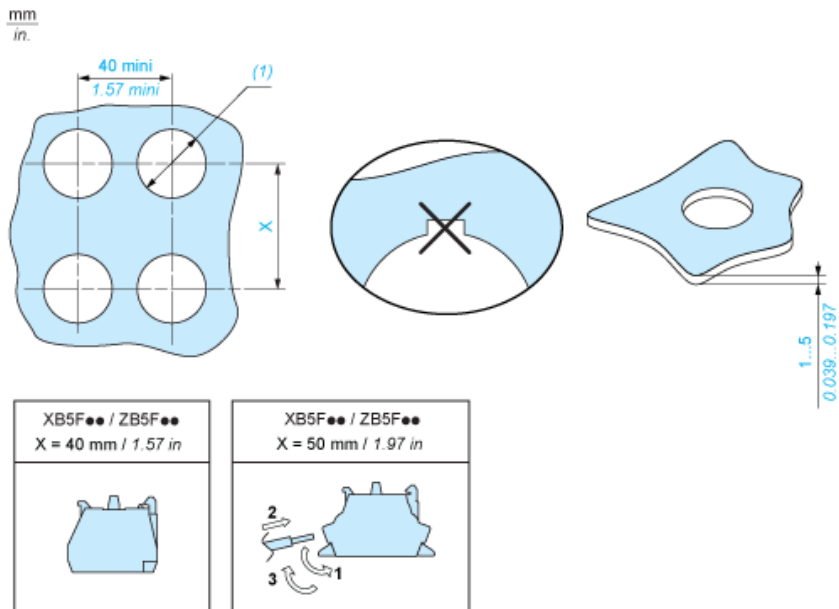 mm
in.
40 mini
1.57 mini
(1)
X
1...5
0.039...0.197
XB5F●● / ZB5F●●
X = 40 mm / 1.57 in
XB5F●● / ZB5F●●
X = 50 mm / 1.97 in
2
1
3